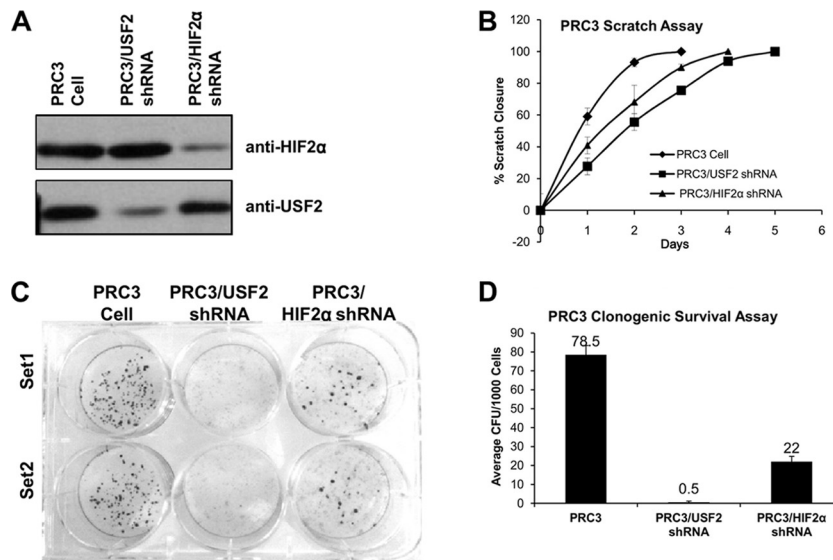 A
PRC3
Cell
PRC3/USF2
shRNA
PRC3/HIF2α
shRNA
anti-HIF2α
anti-USF2
B
PRC3 Scratch Assay
% Scratch Closure
120
100
80
60
40
20
0
-20
0
1
2
3
4
5
6
Days
PRC3 Cell
PRC3/USF2 shRNA
PRC3/HIF2α shRNA
C
PRC3
Cell
PRC3/USF2
shRNA
PRC3/
HIF2α shRNA
Set1
Set2
D
PRC3 Clonogenic Survival Assay
Average CFU/1000 Cells
90
80
70
60
50
40
30
20
10
0
78.5
0.5
22
PRC3
PRC3/USF2
shRNA
PRC3/HIF2α
shRNA